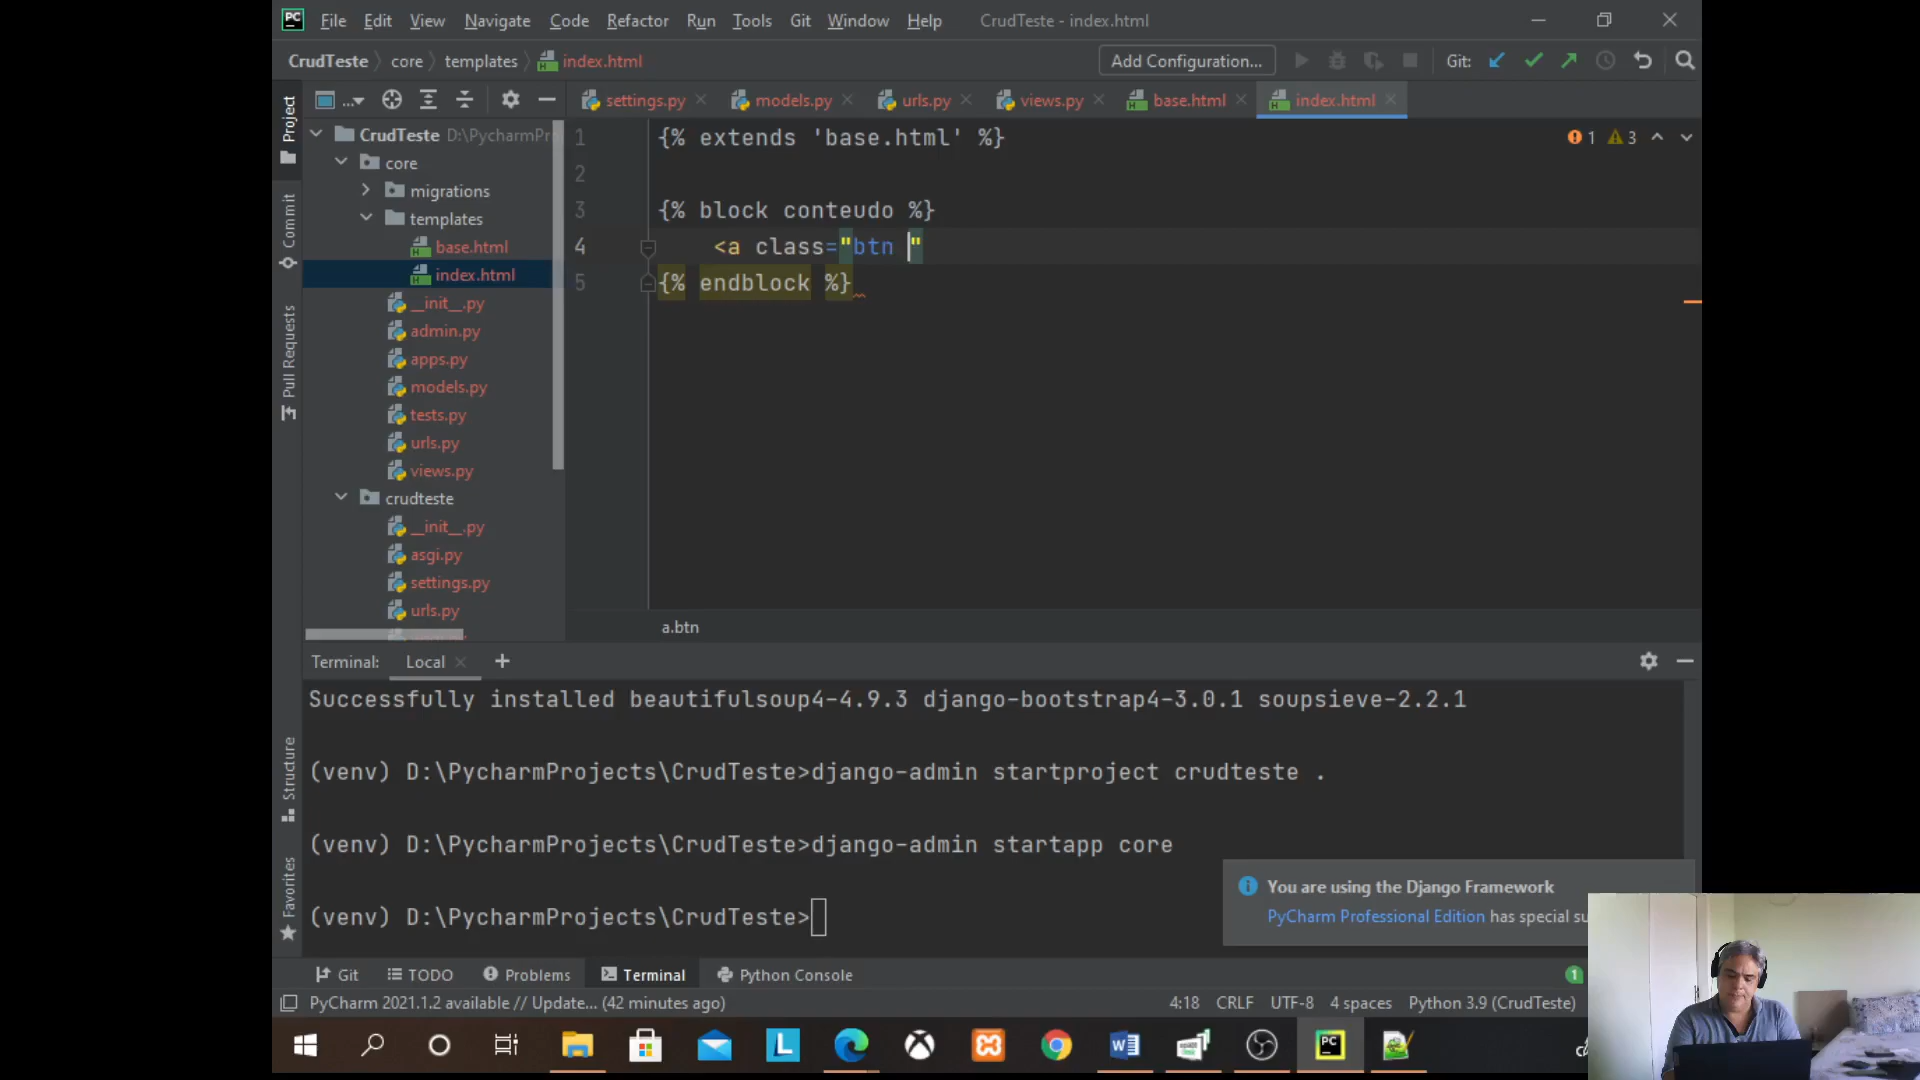 PC File Edit View Navigate Code Refactor Run Tools Git Window Help CrudTeste - index.html
CrudTeste core templates index.html Add Configuration... Git:
... settings.py models.py urls.py views.py base.html index.html
Project
Commit
Pull Requests
Structure
Favorites
CrudTeste D:\PycharmPr
core
migrations
templates
base.html
index.html
__init__.py
admin.py
apps.py
models.py
tests.py
urls.py
views.py
crudteste
__init__.py
asgi.py
settings.py
urls.py
1 {% extends 'base.html' %}
1 3
2
3 {% block conteudo %}
4 <a class="btn "
5 {% endblock %}
a.btn
Terminal: Local +
Successfully installed beautifulsoup4-4.9.3 django-bootstrap4-3.0.1 soupsieve-2.2.1
(venv) D:\PycharmProjects\CrudTeste>django-admin startproject crudteste .
(venv) D:\PycharmProjects\CrudTeste>django-admin startapp core
(venv) D:\PycharmProjects\CrudTeste>
You are using the Django Framework
PyCharm Professional Edition has special su
Git TODO Problems Terminal Python Console 1
PyCharm 2021.1.2 available // Update... (42 minutes ago) 4:18 CRLF UTF-8 4 spaces Python 3.9 (CrudTeste)
L PC